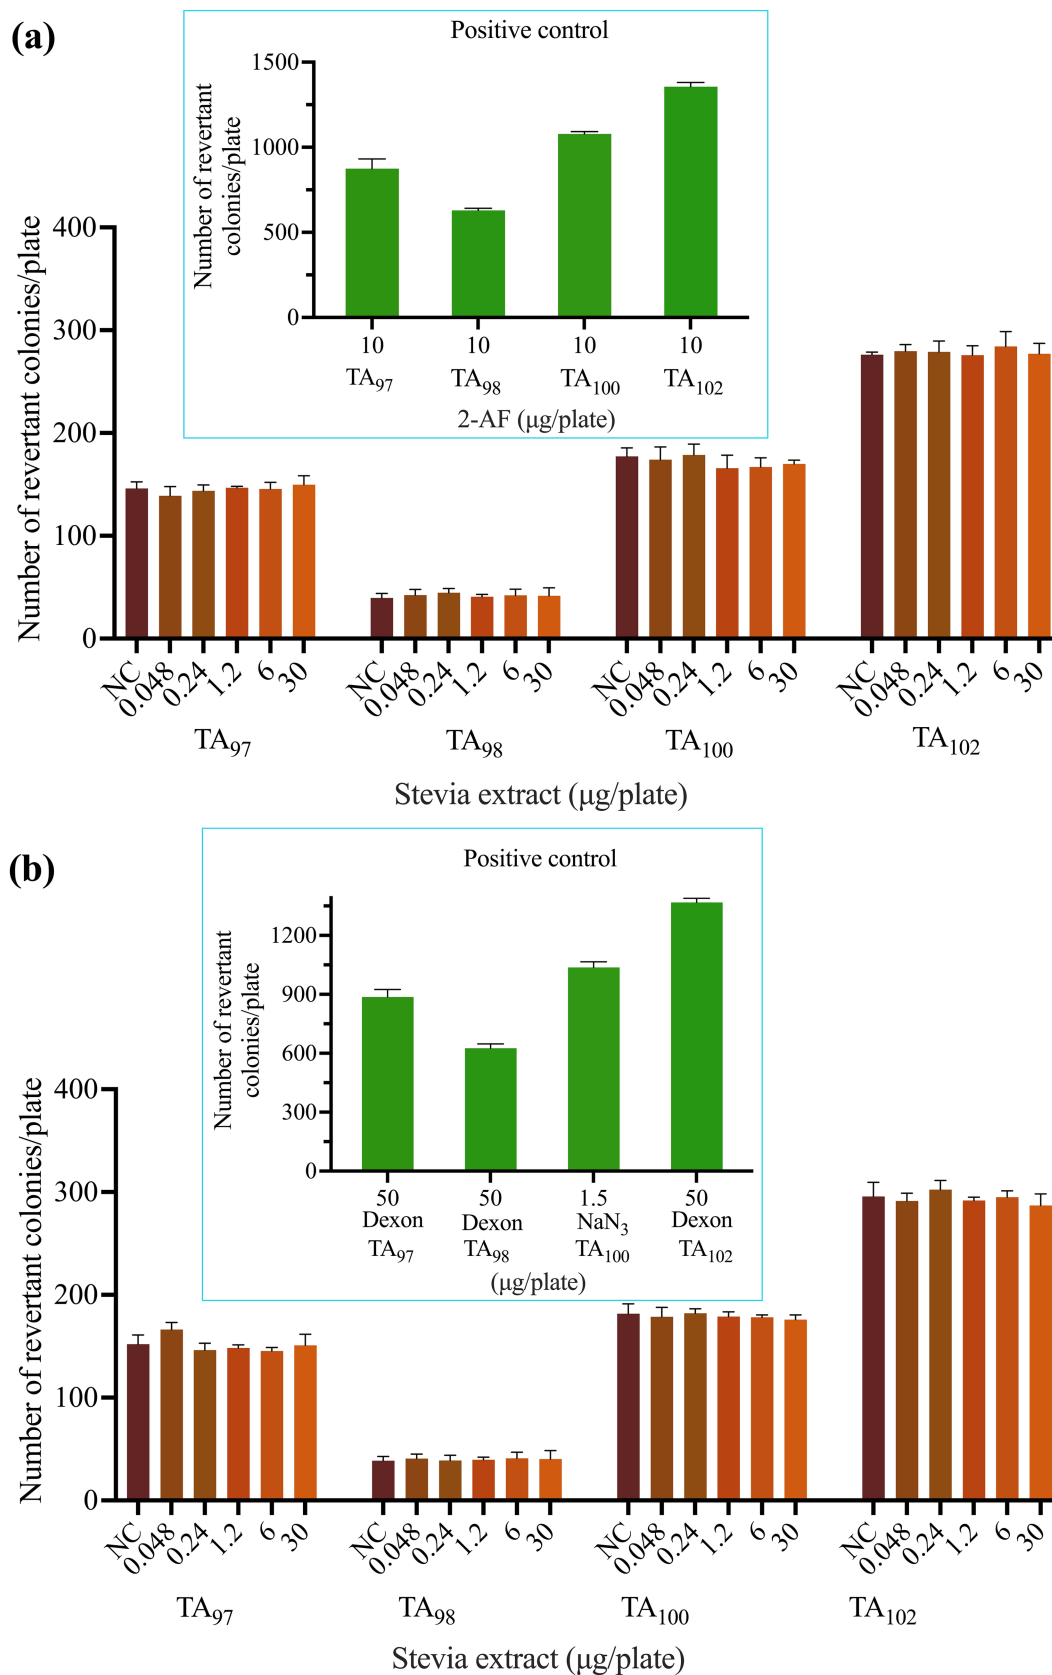 (a)
Positive control
Number of revertant
colonies/plate
1500
1000
500
0
10 10 10 10
TA97 TA98 TA100 TA102
2-AF (μg/plate)
Number of revertant colonies/plate
400
300
200
100
0
NC 0.048 0.24 1.2 6 30 NC 0.048 0.24 1.2 6 30 NC 0.048 0.24 1.2 6 30 NC 0.048 0.24 1.2 6 30
TA97 TA98 TA100 TA102
Stevia extract (μg/plate)
(b)
Positive control
Number of revertant
colonies/plate
1200
900
600
300
0
50 50 1.5 50
Dexon Dexon NaN3 Dexon
TA97 TA98 TA100 TA102
(μg/plate)
Number of revertant colonies/plate
400
300
200
100
0
NC 0.048 0.24 1.2 6 30 NC 0.048 0.24 1.2 6 30 NC 0.048 0.24 1.2 6 30 NC 0.048 0.24 1.2 6 30
TA97 TA98 TA100 TA102
Stevia extract (μg/plate)